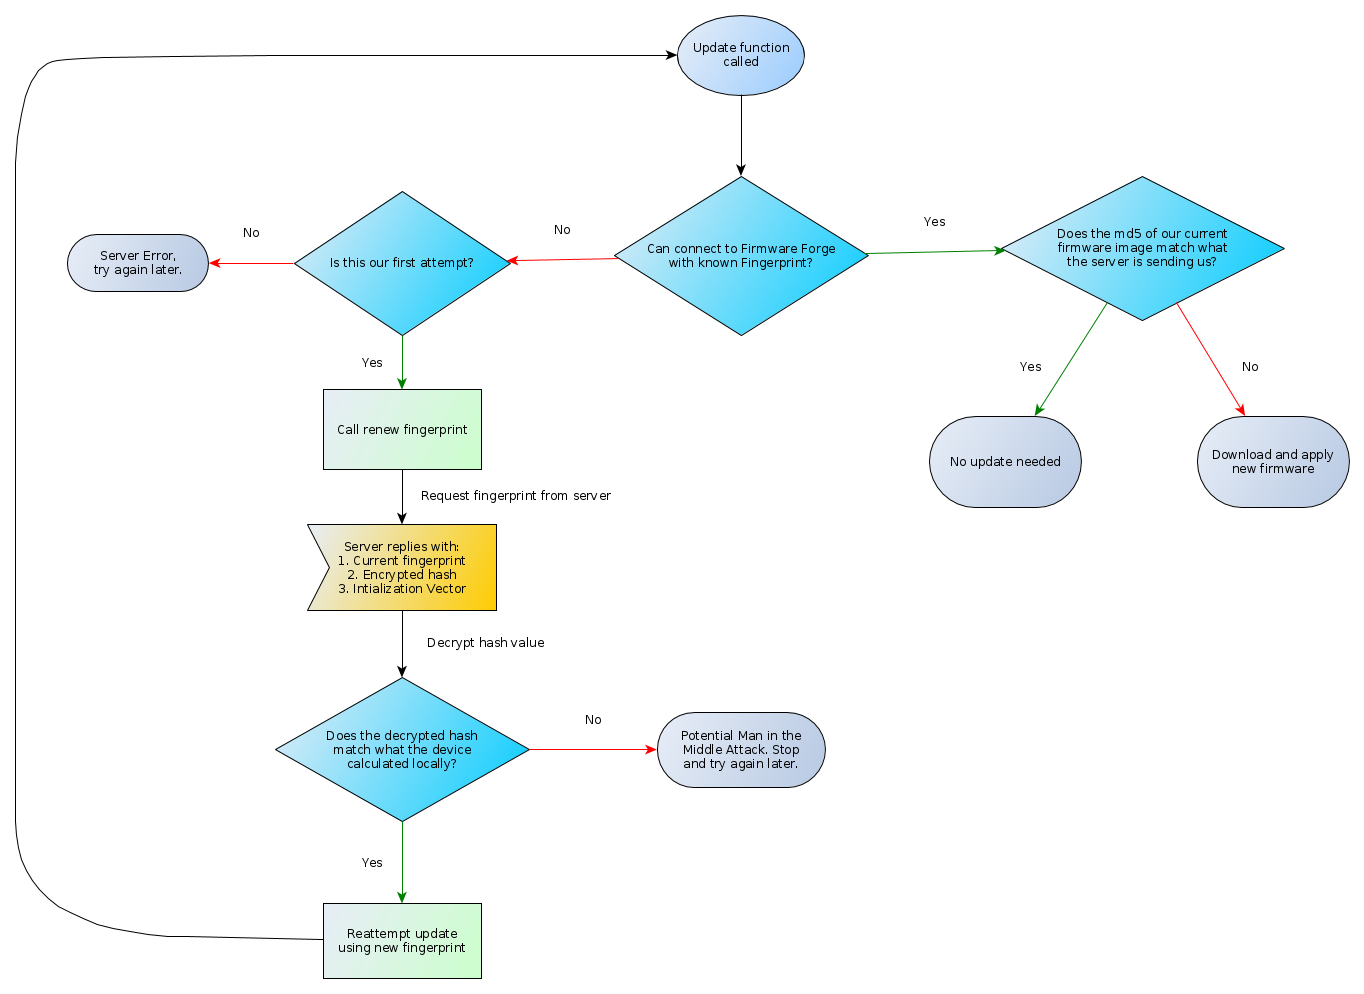 Update function
called
Can connect to Firmware Forge
with known Fingerprint?
No
Yes
Is this our first attempt?
No
Server Error,
try again later.
Does the md5 of our current
firmware image match what
the server is sending us?
Yes
No
No update needed
Download and apply
new firmware
Yes
Call renew fingerprint
Request fingerprint from server
Server replies with:
1. Current fingerprint
2. Encrypted hash
3. Intialization Vector
Decrypt hash value
Does the decrypted hash
match what the device
calculated locally?
No
Potential Man in the
Middle Attack. Stop
and try again later.
Yes
Reattempt update
using new fingerprint